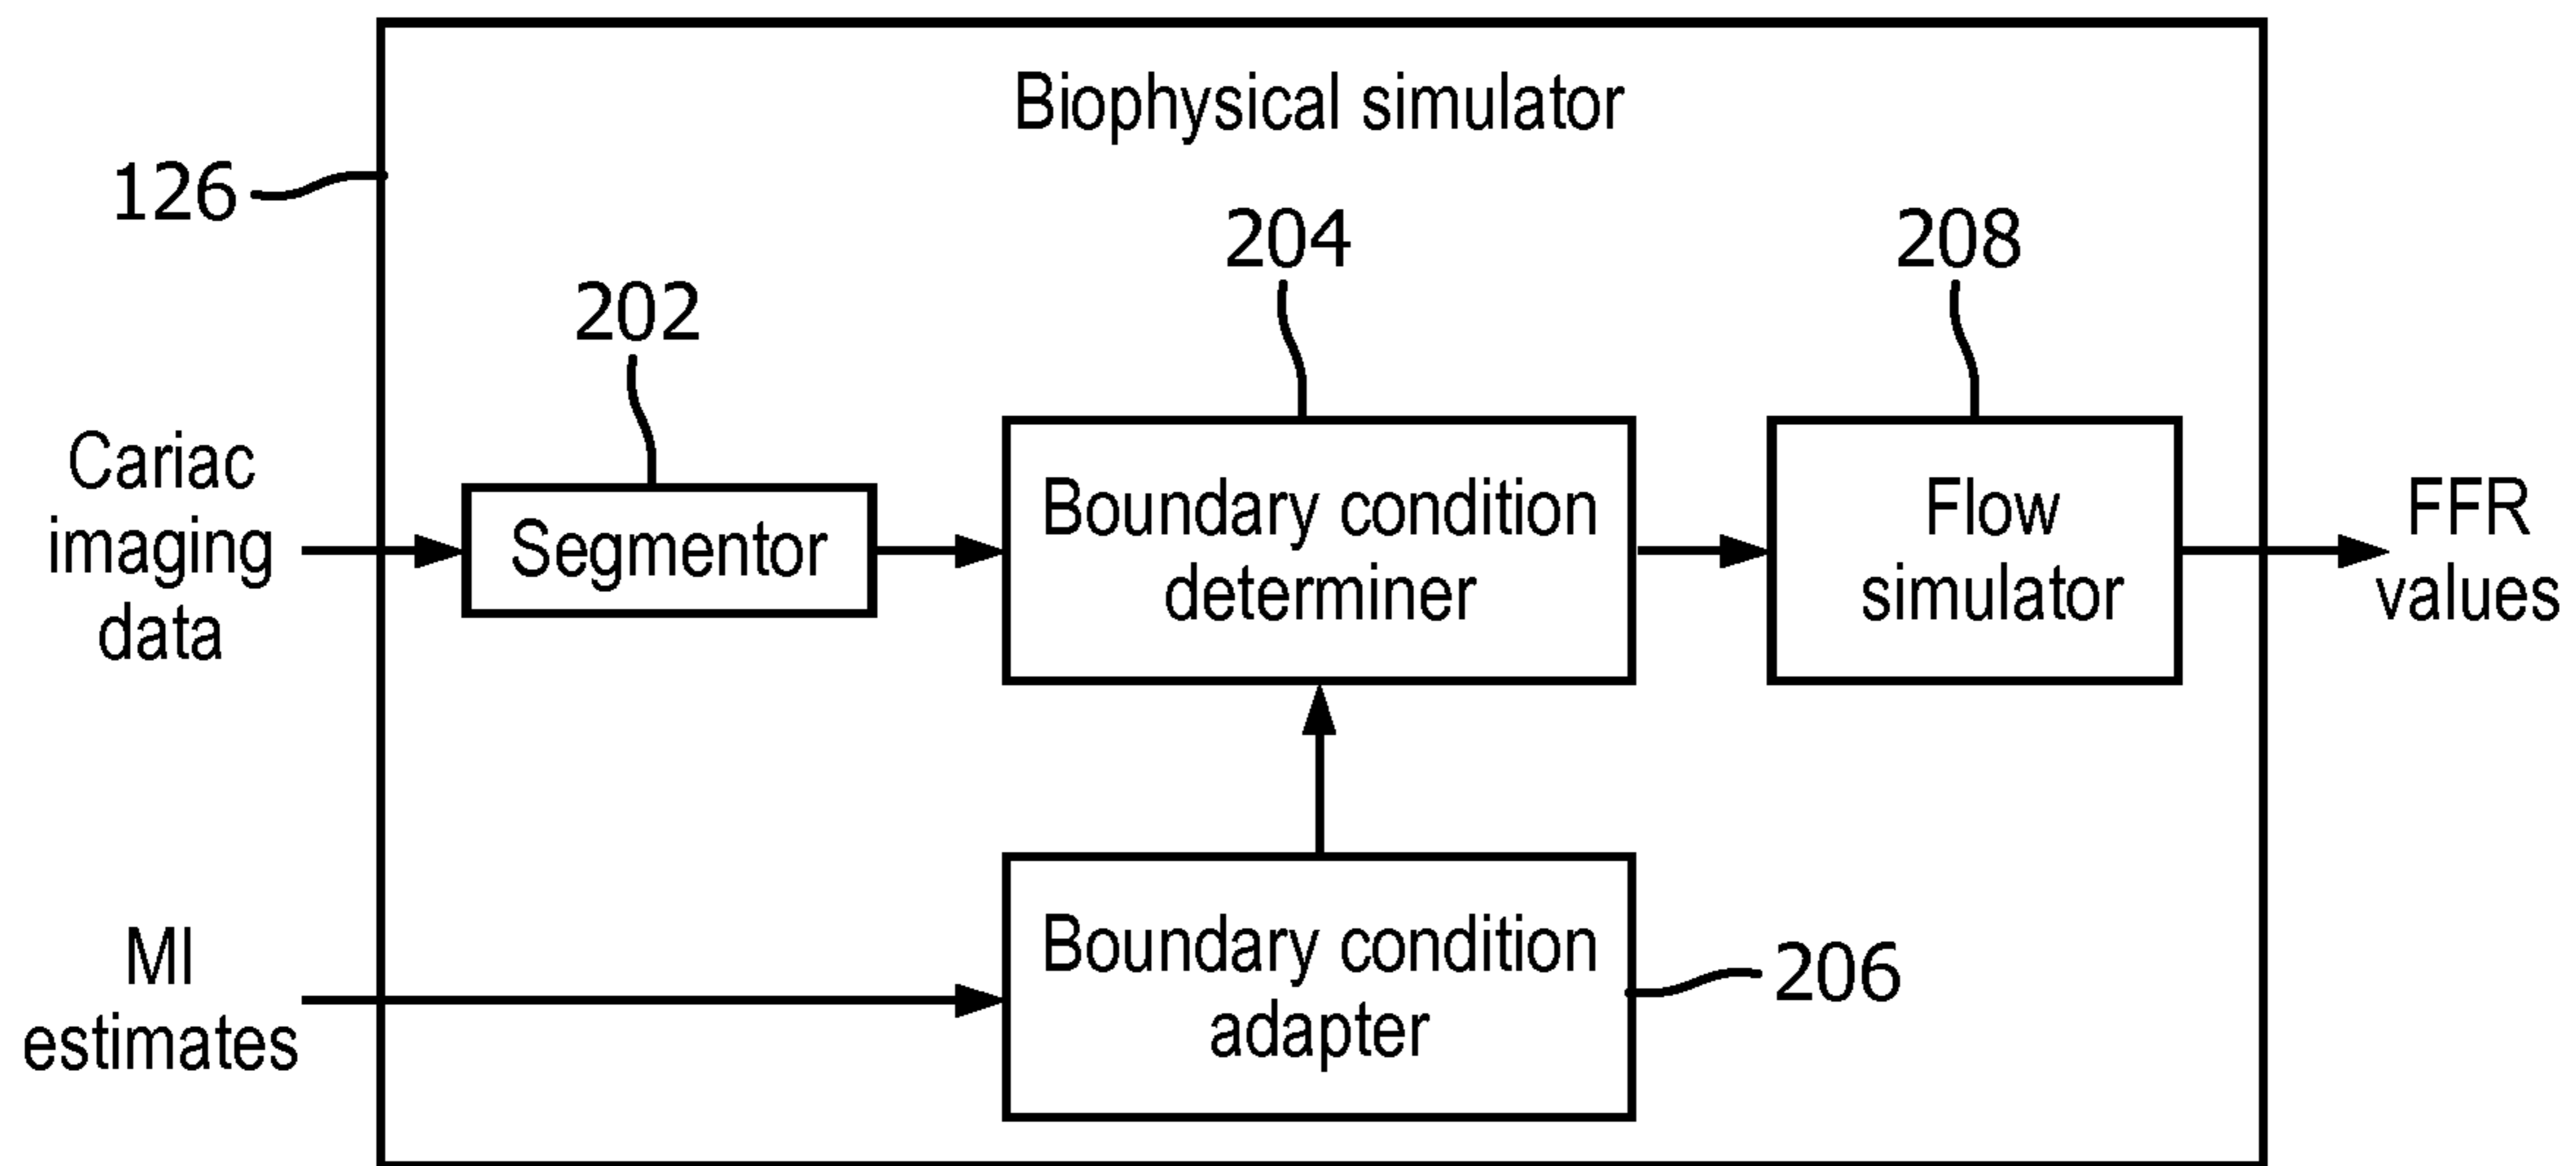 Biophysical simulator
126
204
208
202
Cariac
imaging
data
Segmentor
Boundary condition
determiner
Flow
simulator
FFR
values
MI
estimates
Boundary condition
adapter
206